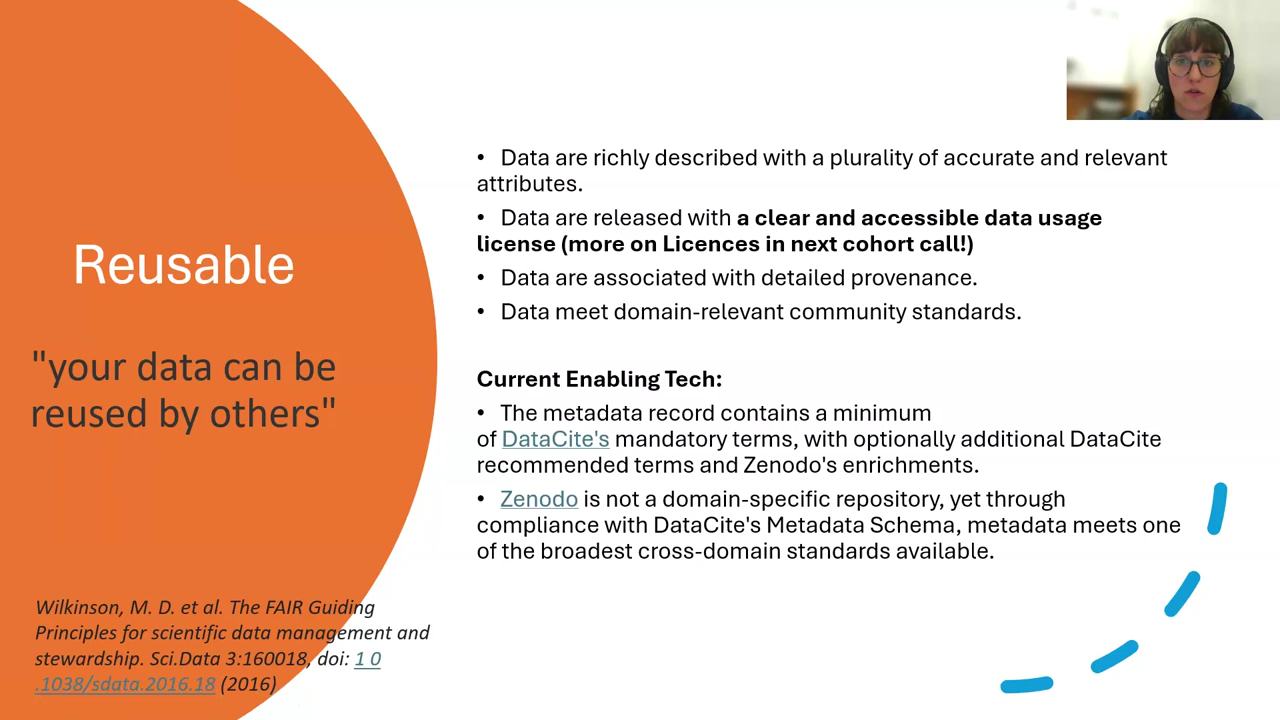 Reusable
"your data can be
reused by others"
Wilkinson, M. D. et al. The FAIR Guiding
Principles for scientific data management and
stewardship. Sci.Data 3:160018, doi: 1 0
.1038/sdata.2016.18 (2016)
• Data are richly described with a plurality of accurate and relevant
attributes.
• Data are released with a clear and accessible data usage
license (more on Licences in next cohort call!)
• Data are associated with detailed provenance.
• Data meet domain-relevant community standards.
Current Enabling Tech:
• The metadata record contains a minimum
of DataCite's mandatory terms, with optionally additional DataCite
recommended terms and Zenodo's enrichments.
• Zenodo is not a domain-specific repository, yet through
compliance with DataCite's Metadata Schema, metadata meets one
of the broadest cross-domain standards available.